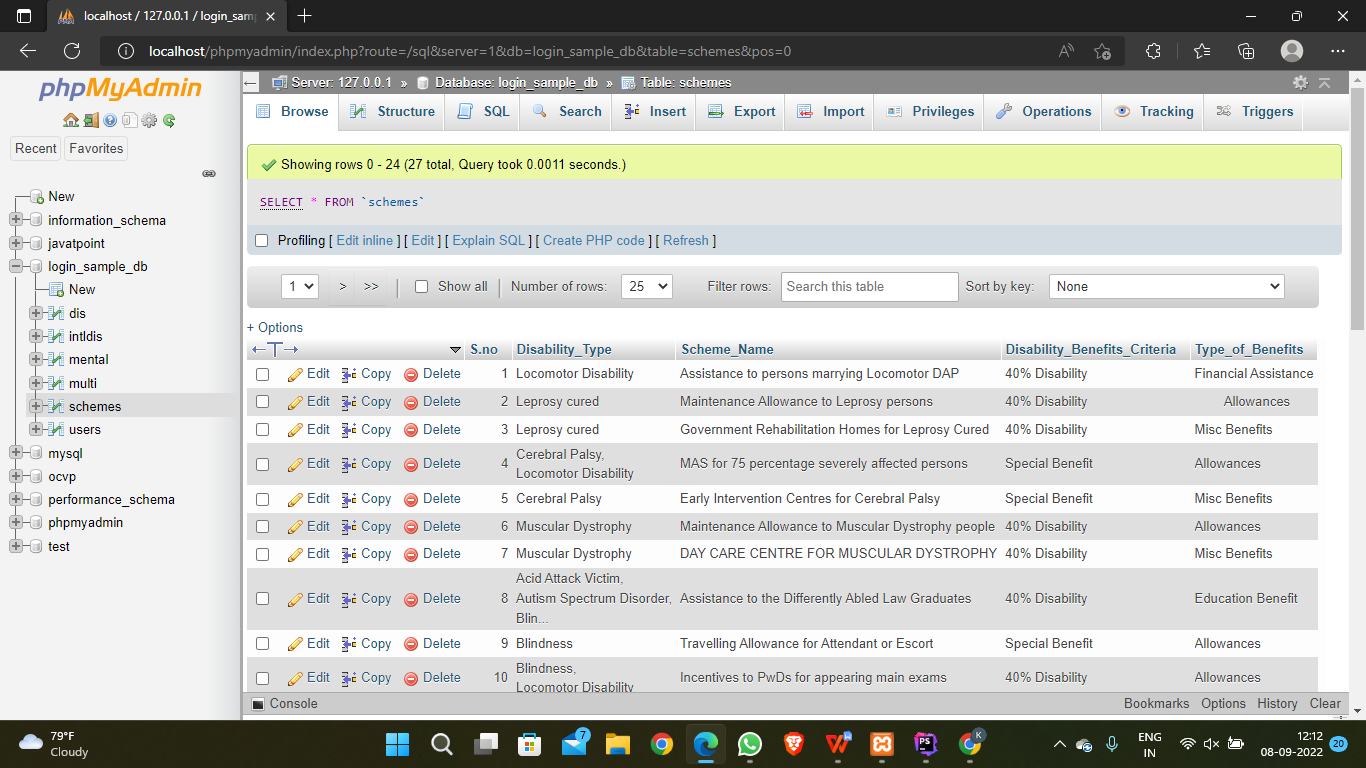 localhost / 127.0.0.1 / login_sam
localhost/phpmyadmin/index.php?route=/sql&server=1&db=login_sample_db&table=schemes&pos=0
phpMyAdmin
Recent Favorites
New
information_schema
javatpoint
login_sample_db
New
dis
intldis
mental
multi
schemes
users
mysql
ocvp
performance_schema
phpmyadmin
test
Server: 127.0.0.1 » Database: login_sample_db » Table: schemes
Browse Structure SQL Search Insert Export Import Privileges Operations Tracking Triggers
Showing rows 0 - 24 (27 total, Query took 0.0011 seconds.)
SELECT * FROM `schemes`
Profiling [ Edit inline ] [ Edit ] [ Explain SQL ] [ Create PHP code ] [ Refresh ]
1 > >> Show all Number of rows: 25 Filter rows: Search this table Sort by key: None
+ Options
←T→ S.no Disability_Type Scheme_Name Disability_Benefits_Criteria Type_of_Benefits
Edit Copy Delete 1 Locomotor Disability Assistance to persons marrying Locomotor DAP 40% Disability Financial Assistance
Edit Copy Delete 2 Leprosy cured Maintenance Allowance to Leprosy persons 40% Disability Allowances
Edit Copy Delete 3 Leprosy cured Government Rehabilitation Homes for Leprosy Cured 40% Disability Misc Benefits
Edit Copy Delete 4 Cerebral Palsy,
Locomotor Disability MAS for 75 percentage severely affected persons Special Benefit Allowances
Edit Copy Delete 5 Cerebral Palsy Early Intervention Centres for Cerebral Palsy Special Benefit Misc Benefits
Edit Copy Delete 6 Muscular Dystrophy Maintenance Allowance to Muscular Dystrophy people 40% Disability Allowances
Edit Copy Delete 7 Muscular Dystrophy DAY CARE CENTRE FOR MUSCULAR DYSTROPHY 40% Disability Misc Benefits
Acid Attack Victim,
Edit Copy Delete 8 Autism Spectrum Disorder, Assistance to the Differently Abled Law Graduates 40% Disability Education Benefit
Blin...
Edit Copy Delete 9 Blindness Travelling Allowance for Attendant or Escort Special Benefit Allowances
Edit Copy Delete 10 Blindness,
Locomotor Disability Incentives to PwDs for appearing main exams 40% Disability Allowances
Console Bookmarks Options History Clear
79°F
Cloudy
7
W
PS
K
ENG
IN
12:12
08-09-2022
20